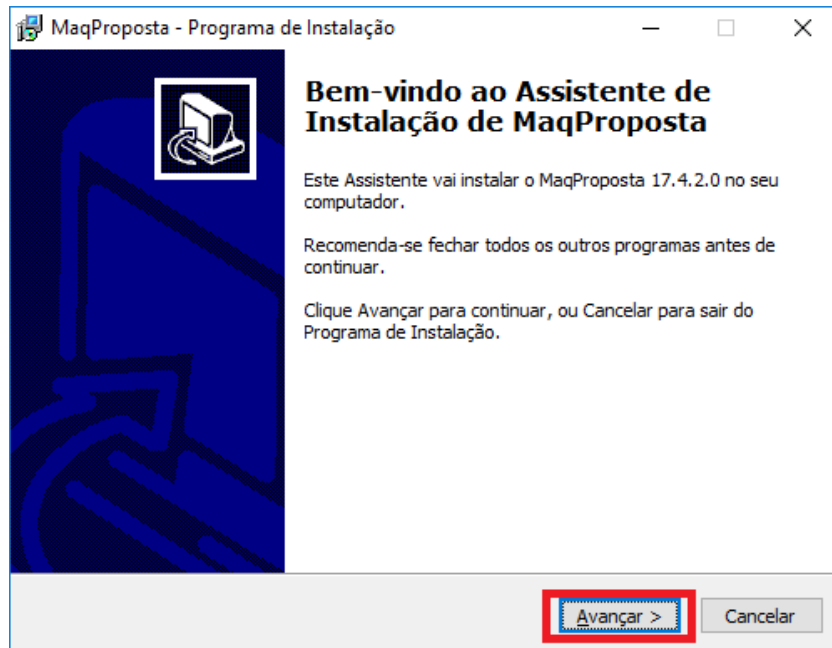 MaqProposta - Programa de Instalação
Bem-vindo ao Assistente de
Instalação de MaqProposta
Este Assistente vai instalar o MaqProposta 17.4.2.0 no seu
computador.
Recomenda-se fechar todos os outros programas antes de
continuar.
Clique Avançar para continuar, ou Cancelar para sair do
Programa de Instalação.
Avançar >
Cancelar